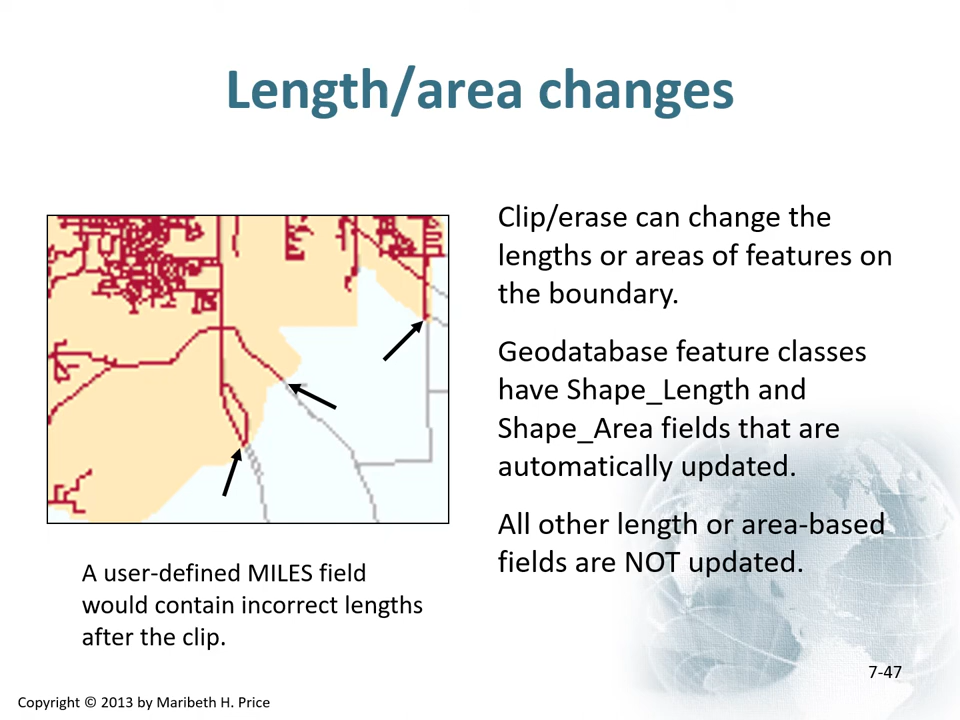 Length/area changes
Clip/erase can change the
lengths or areas of features on
the boundary.
Geodatabase feature classes
have Shape_Length and
Shape_Area fields that are
automatically updated.
All other length or area-based
fields are NOT updated.
A user-defined MILES field
would contain incorrect lengths
after the clip.
7-47
Copyright © 2013 by Maribeth H. Price